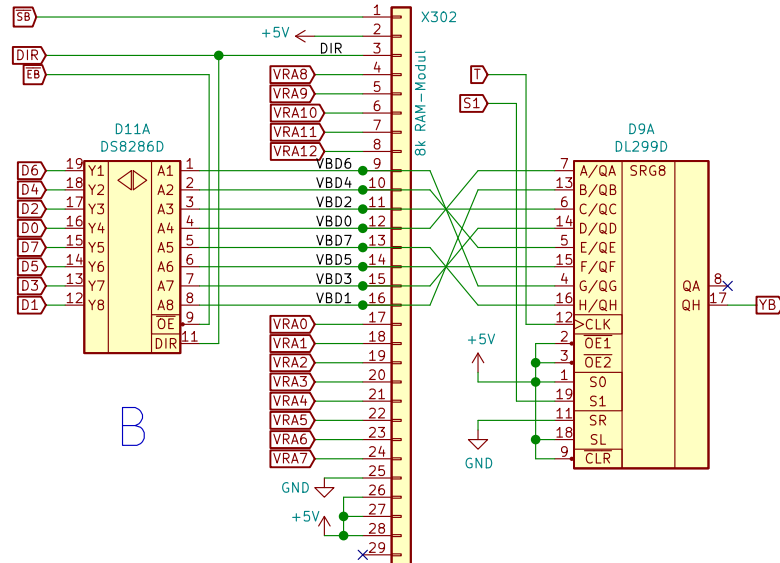 SB
1
X302
+5V
2
DIR
DIR
3
EB
VRA8
4
T
VRA9
5
S1
VRA10
6
VRA11
7
VRA12
8
8k RAM-Modul
D11A
DS8286D
D9A
DL299D
D6 19 Y1 A1 1 VBD6 9 7 A/QA SRG8
D4 18 Y2 A2 2 VBD4 10 13 B/QB
D2 17 Y3 A3 3 VBD2 11 6 C/QC
D0 16 Y4 A4 4 VBD0 12 14 D/QD
D7 15 Y5 A5 5 VBD7 13 5 E/QE
D5 14 Y6 A6 6 VBD5 14 15 F/QF
D3 13 Y7 A7 7 VBD3 15 4 G/QG QA 8
D1 12 Y8 A8 8 VBD1 16 16 H/QH QH 17 YB
OE 9 VRA0 17 12 CLK
DIR 11 VRA1 18 +5V 2 OE1
VRA2 19 3 OE2
VRA3 20 1 S0
VRA4 21 19 S1
B
VRA5 22 11 SR
VRA6 23 18 SL
VRA7 24 GND 9 CLR
25
GND
26
+5V 27
28
29